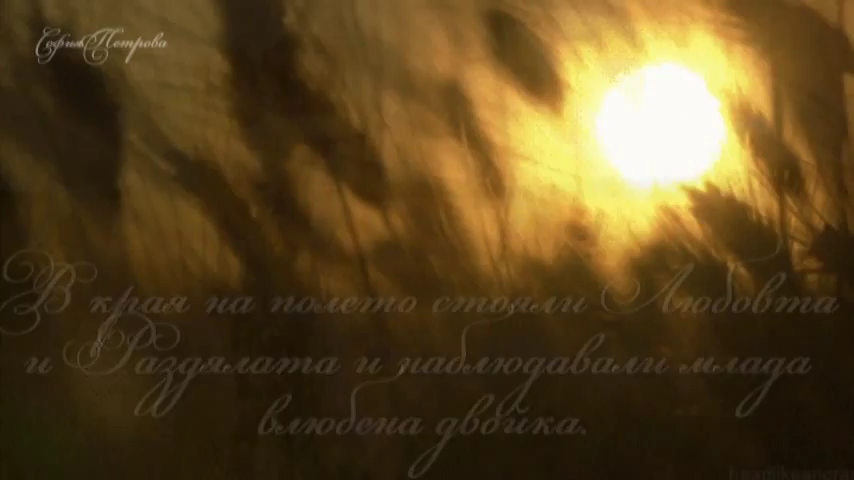 София Петрова
В края на полето стояли Любовта
и Раздялата и наблюдавали млада
влюбена двойка.